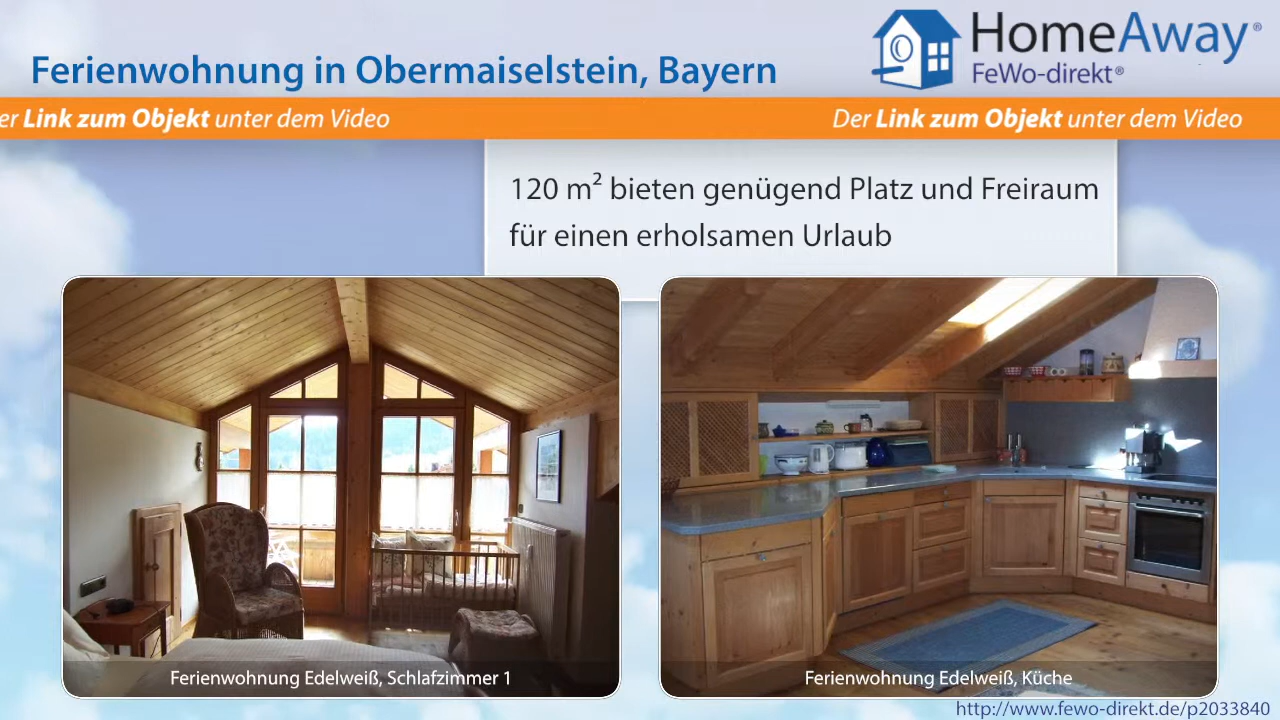 Ferienwohnung in Obermaiselstein, Bayern
HomeAway®
FeWo-direkt®
er Link zum Objekt unter dem Video
Der Link zum Objekt unter dem Video
120 m² bieten genügend Platz und Freiraum
für einen erholsamen Urlaub
Ferienwohnung Edelweiß, Schlafzimmer 1
Ferienwohnung Edelweiß, Küche
http://www.fewo-direkt.de/p2033840